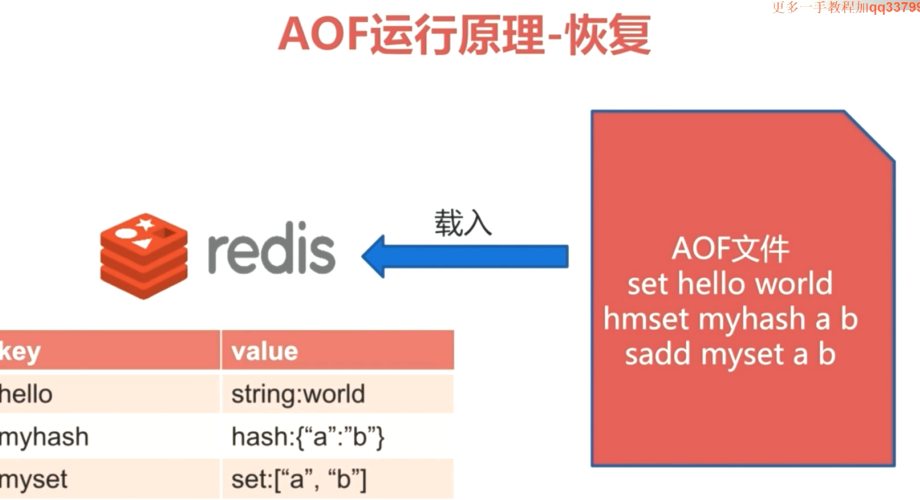 更多一手教程加qq33799
AOF运行原理-恢复
载入
redis
AOF文件
set hello world
hmset myhash a b
sadd myset a b
key value
hello string:world
myhash hash:{“a”:”b”}
myset set:[“a”, “b”]